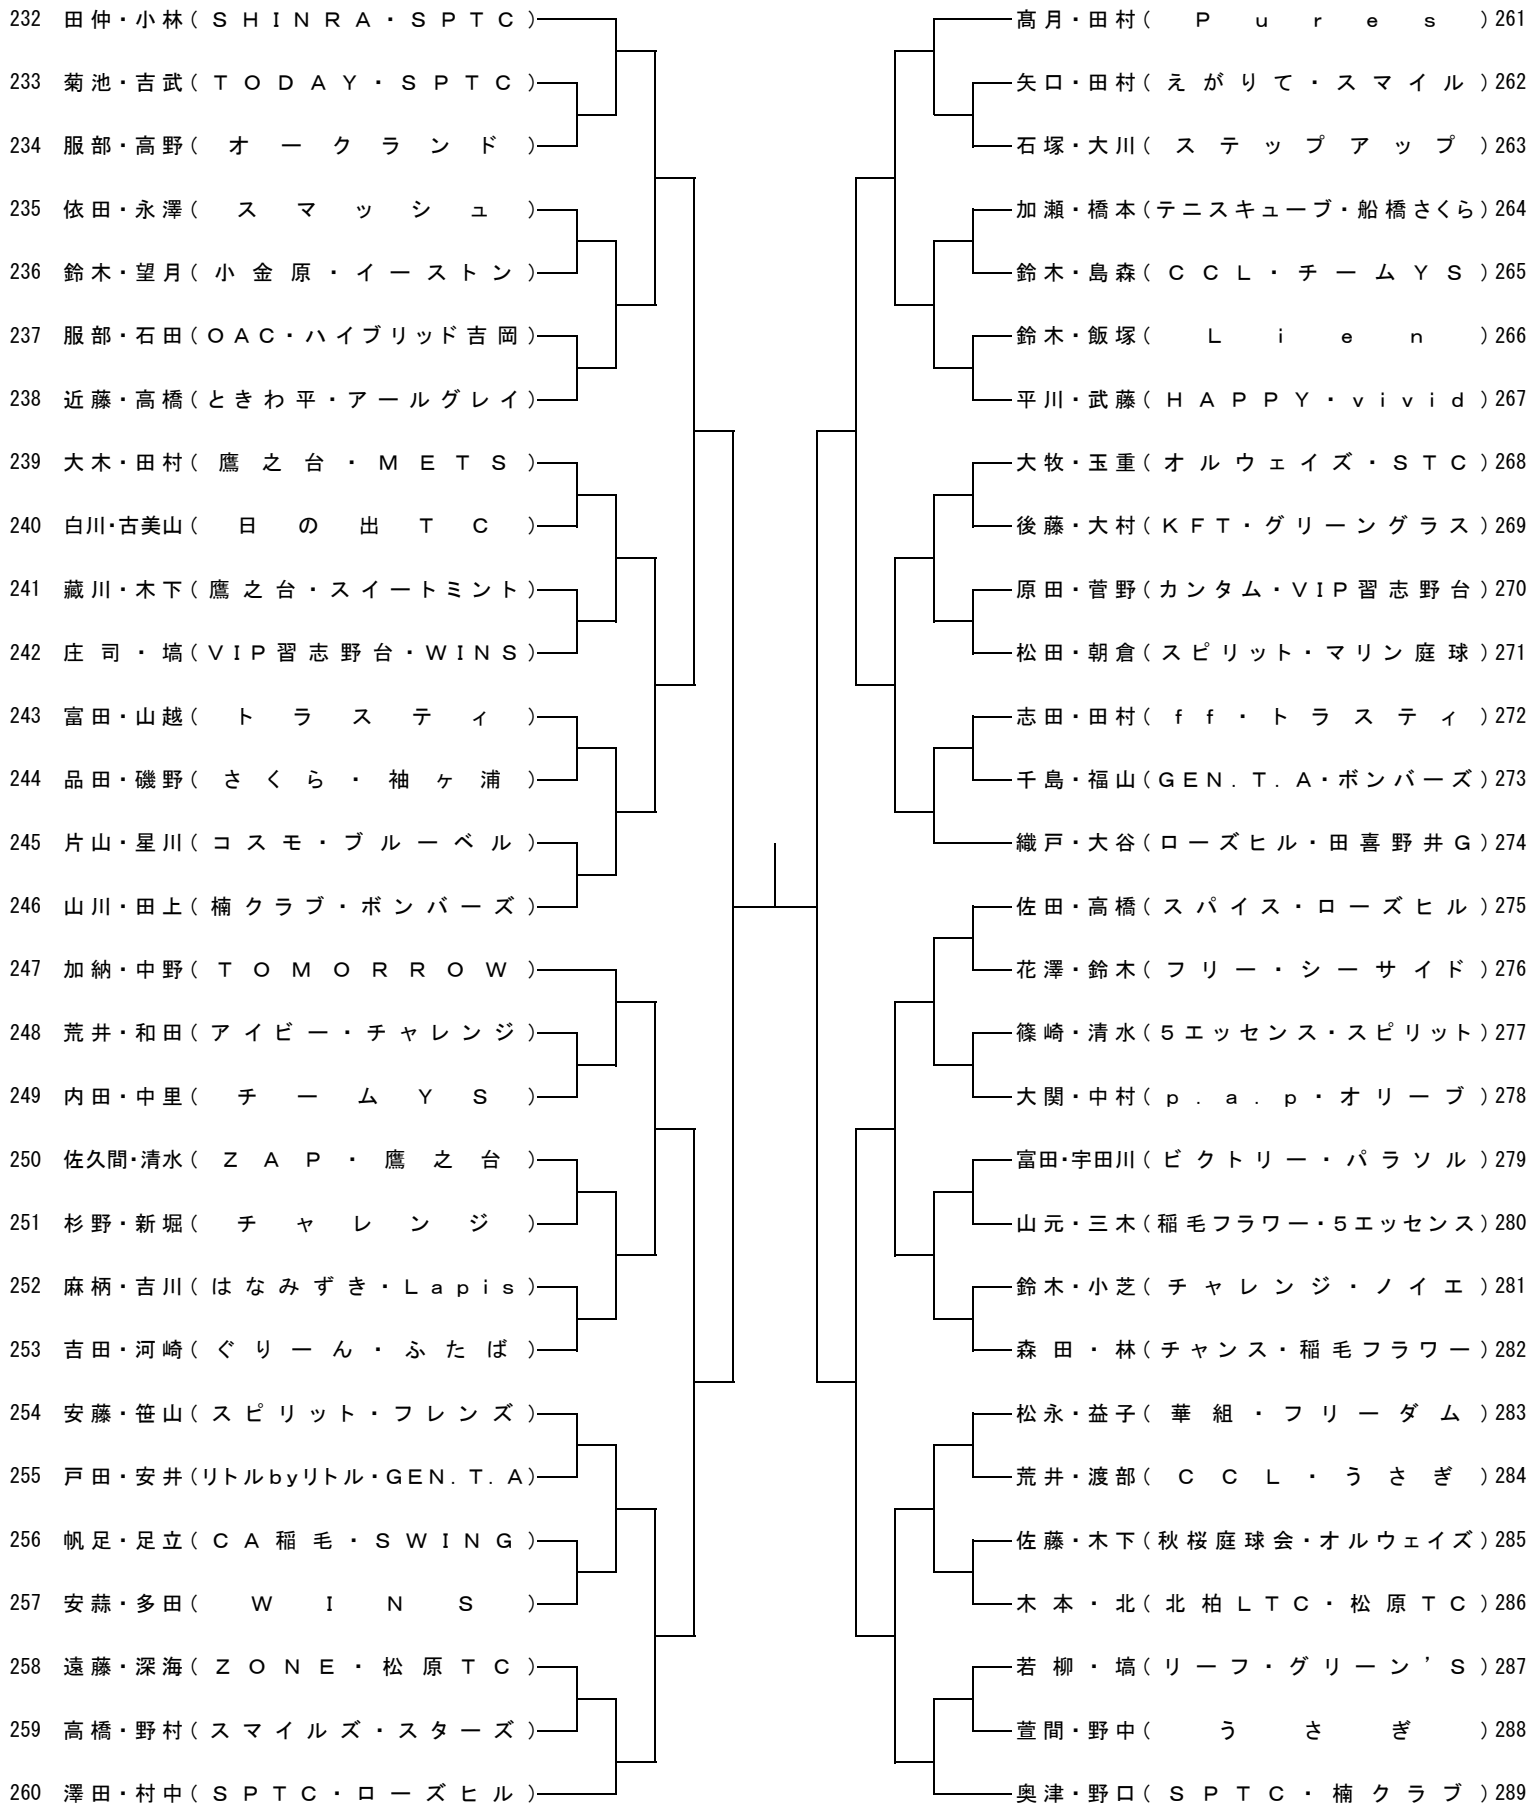 232 田仲・小林(SHINRA・SPTC)
233 菊池・吉武(TODAY・SPTC)
234 服部・高野(オークランド)
235 依田・永澤(スマッシュ)
236 鈴木・望月(小金原・イーストン)
237 服部・石田(OAC・ハイブリッド吉岡)
238 近藤・高橋(ときわ平・アールグレイ)
239 大木・田村(鷹之台・METS)
240 白川・古美山(日の出TC)
241 藏川・木下(鷹之台・スイートミント)
242 庄司・塙(VIP習志野台・WINS)
243 富田・山越(トラスティ)
244 品田・磯野(さくら・袖ヶ浦)
245 片山・星川(コスモ・ブルーベル)
246 山川・田上(楠クラブ・ボンバーズ)
247 加納・中野(TOMORROW)
248 荒井・和田(アイビー・チャレンジ)
249 内田・中里(チームYS)
250 佐久間・清水(ZAP・鷹之台)
251 杉野・新堀(チャレンジ)
252 麻柄・吉川(はなみずき・Lapis)
253 吉田・河崎(ぐりーん・ふたば)
254 安藤・笹山(スピリット・フレンズ)
255 戸田・安井(リトルbyリトル・GEN.T.A)
256 帆足・足立(CA稲毛・SWING)
257 安蒜・多田(WINS)
258 遠藤・深海(ZONE・松原TC)
259 高橋・野村(スマイルズ・スターズ)
260 澤田・村中(SPTC・ローズヒル)
髙月・田村(Pures)261
矢口・田村(えがりて・スマイル)262
石塚・大川(ステップアップ)263
加瀬・橋本(テニスキューブ・船橋さくら)264
鈴木・島森(CCL・チームYS)265
鈴木・飯塚(Lien)266
平川・武藤(HAPPY・vivid)267
大牧・玉重(オルウェイズ・STC)268
後藤・大村(KFT・グリーングラス)269
原田・菅野(カンタム・VIP習志野台)270
松田・朝倉(スピリット・マリン庭球)271
志田・田村(ff・トラスティ)272
千島・福山(GEN.T.A・ボンバーズ)273
織戸・大谷(ローズヒル・田喜野井G)274
佐田・高橋(スパイス・ローズヒル)275
花澤・鈴木(フリー・シーサイド)276
篠崎・清水(5エッセンス・スピリット)277
大関・中村(p.a.p・オリーブ)278
富田・宇田川(ビクトリー・パラソル)279
山元・三木(稲毛フラワー・5エッセンス)280
鈴木・小芝(チャレンジ・ノイエ)281
森田・林(チャンス・稲毛フラワー)282
松永・益子(華組・フリーダム)283
荒井・渡部(CCL・うさぎ)284
佐藤・木下(秋桜庭球会・オルウェイズ)285
木本・北(北柏LTC・松原TC)286
若柳・塙(リーフ・グリーン’S)287
萱間・野中(うさぎ)288
奥津・野口(SPTC・楠クラブ)289